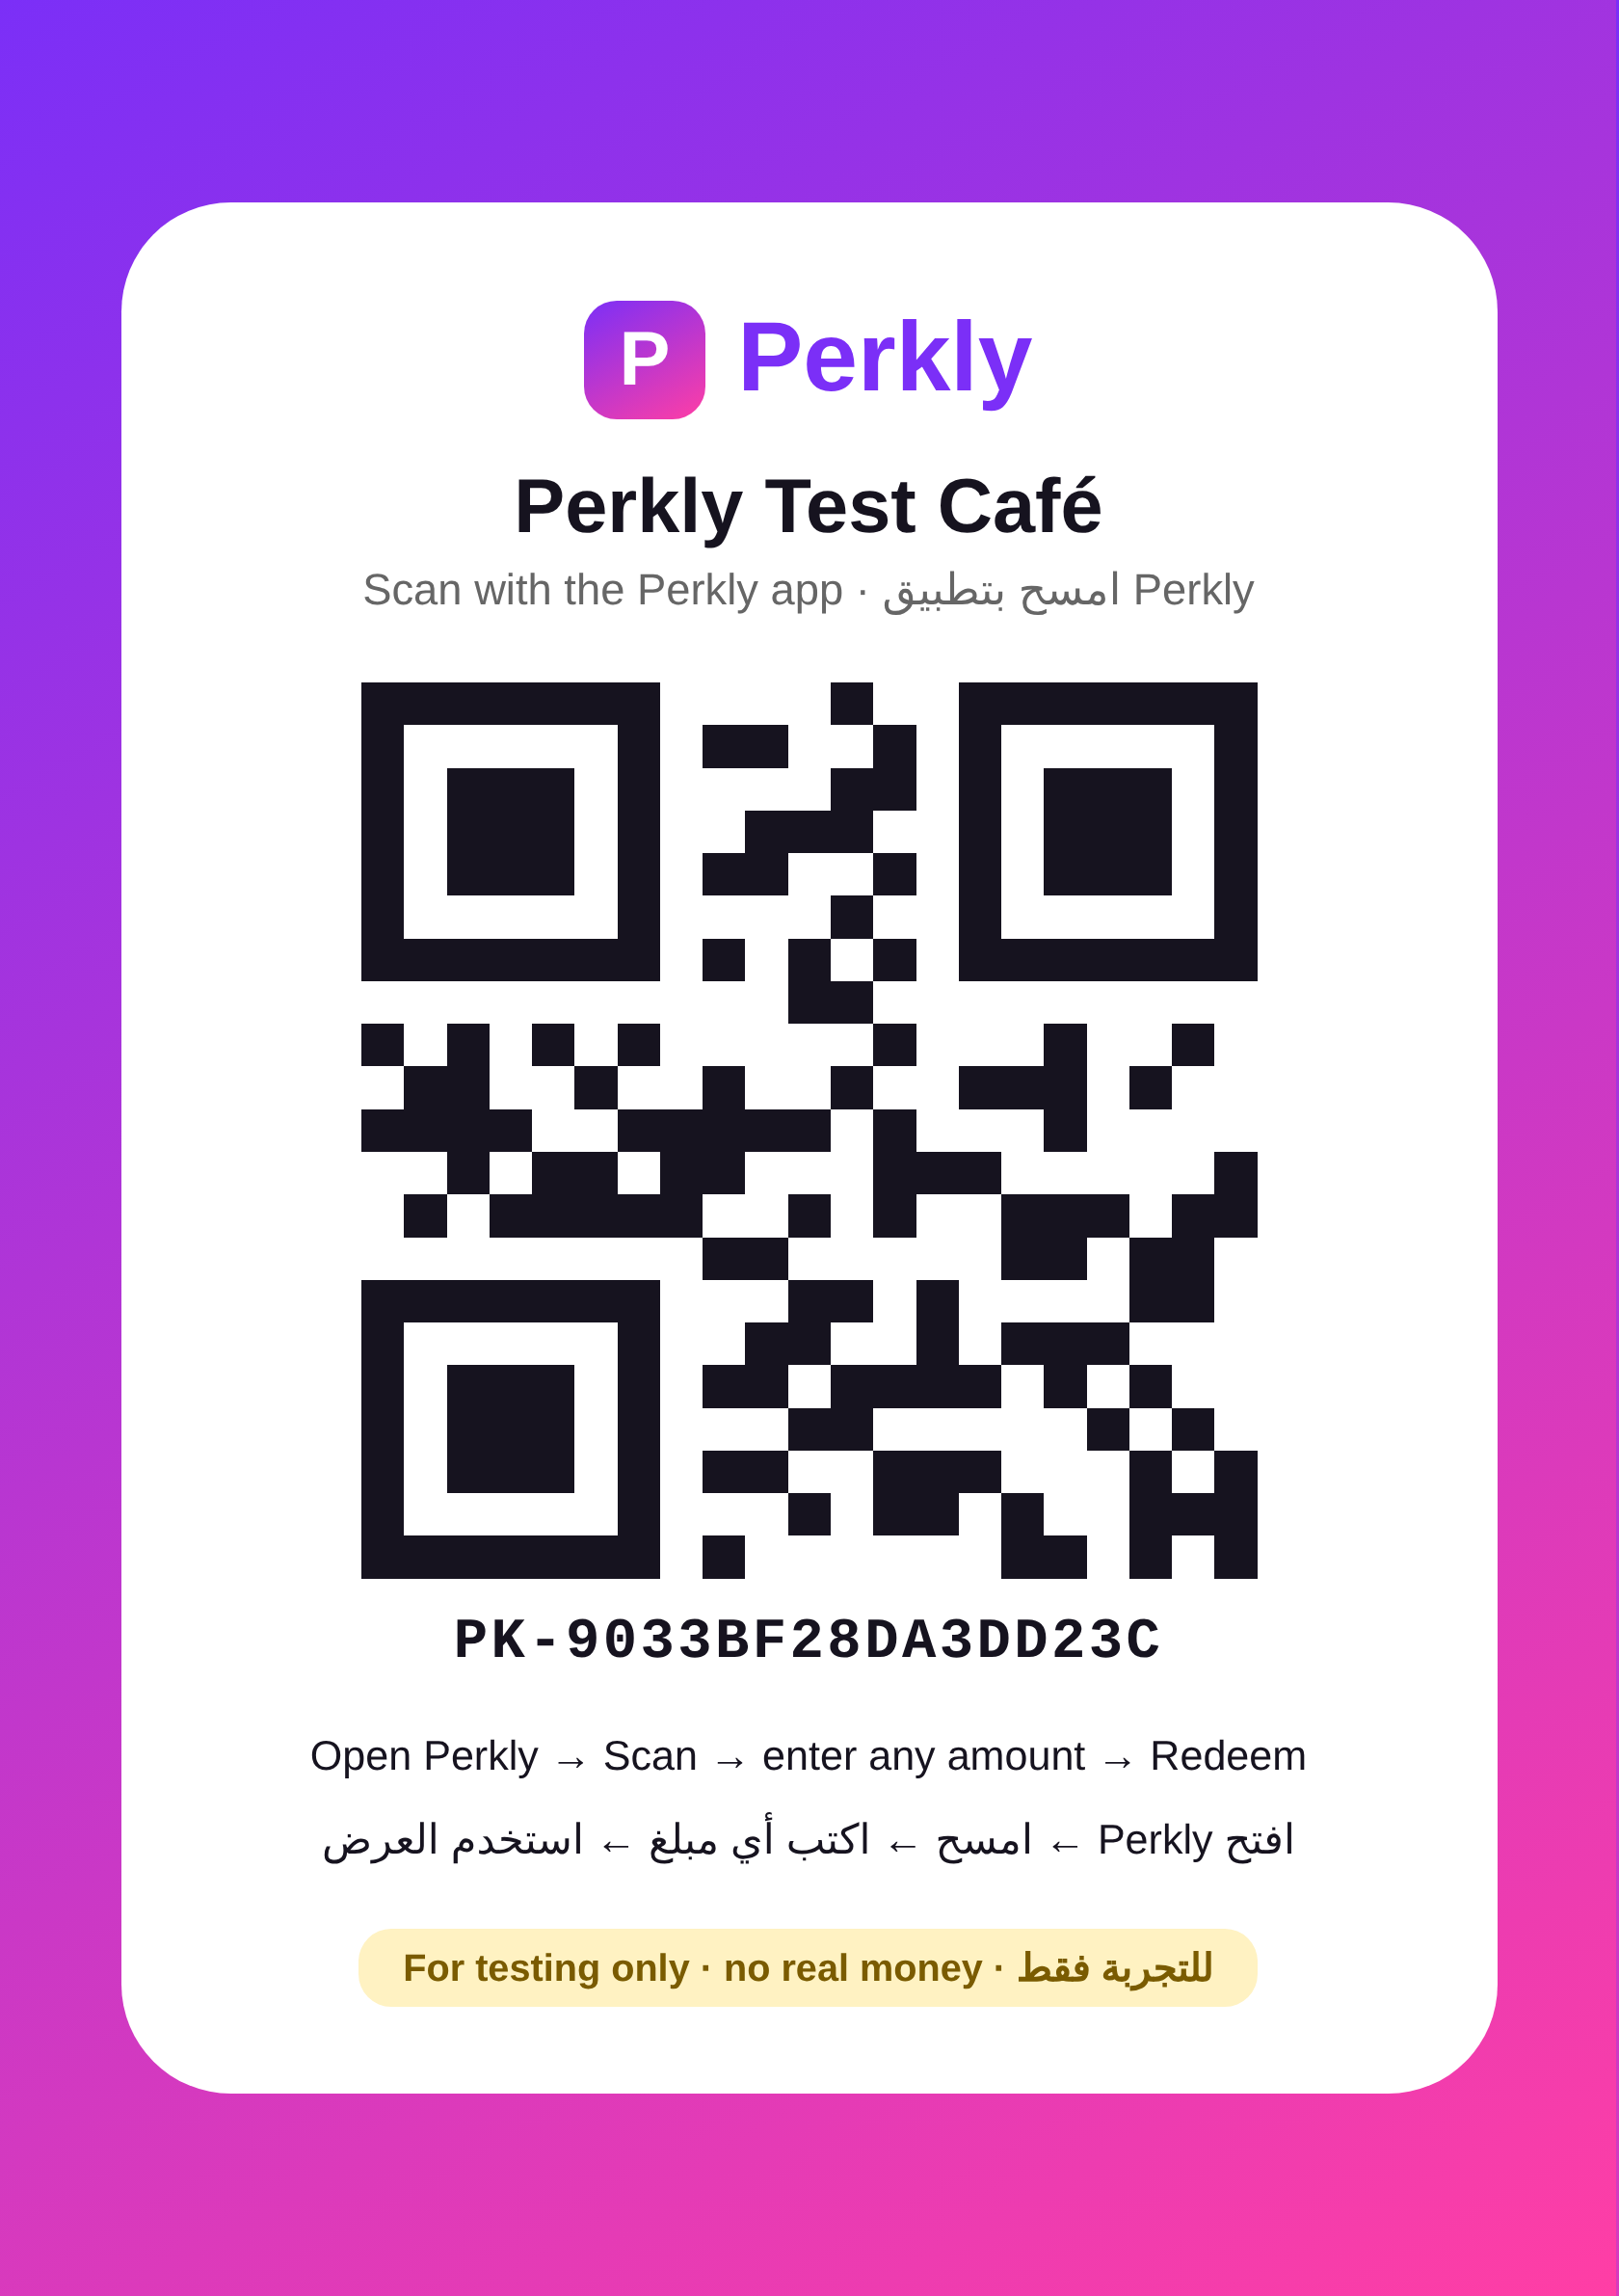 P Perkly
Perkly Test Café
Scan with the Perkly app · امسح بتطبيق Perkly
PK-9033BF28DA3DD23C
Open Perkly → Scan → enter any amount → Redeem
افتح Perkly ← امسح ← اكتب أي مبلغ ← استخدم العرض
For testing only · no real money · للتجربة فقط